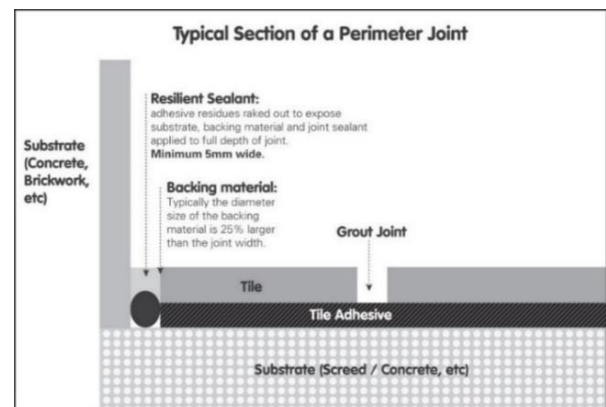 Typical Section of a Perimeter Joint
Resilient Sealant:
adhesive residues raked out to expose
substrate, backing material and joint sealant
applied to full depth of joint.
Minimum 5mm wide.
Substrate
(Concrete,
Brickwork,
etc)
Backing material:
Typically the diameter
size of the backing
material is 25% larger
than the joint width.
Grout Joint
Tile
Tile Adhesive
Substrate (Screed / Concrete, etc)